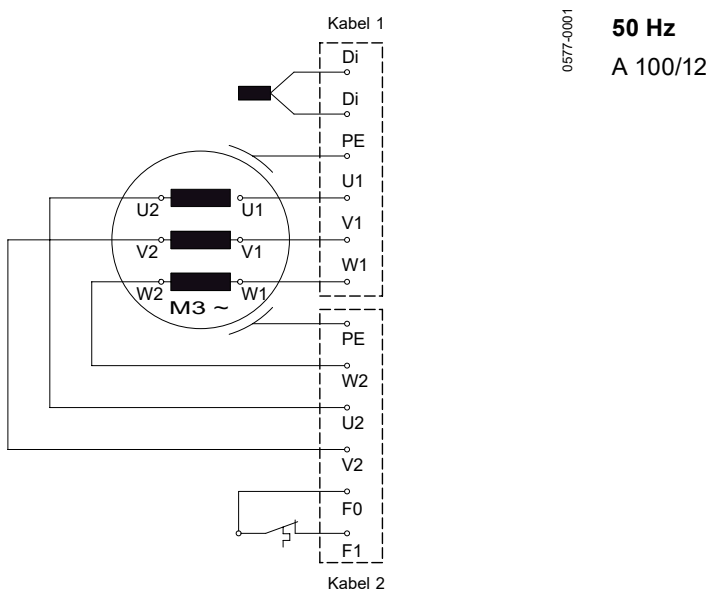 Kabel 1
0577-0001
50 Hz
A 100/12
Di
Di
PE
U1
V1
W1
U2 U1
V2 V1
W2 W1
M3 ~
PE
W2
U2
V2
F0
F1
Kabel 2